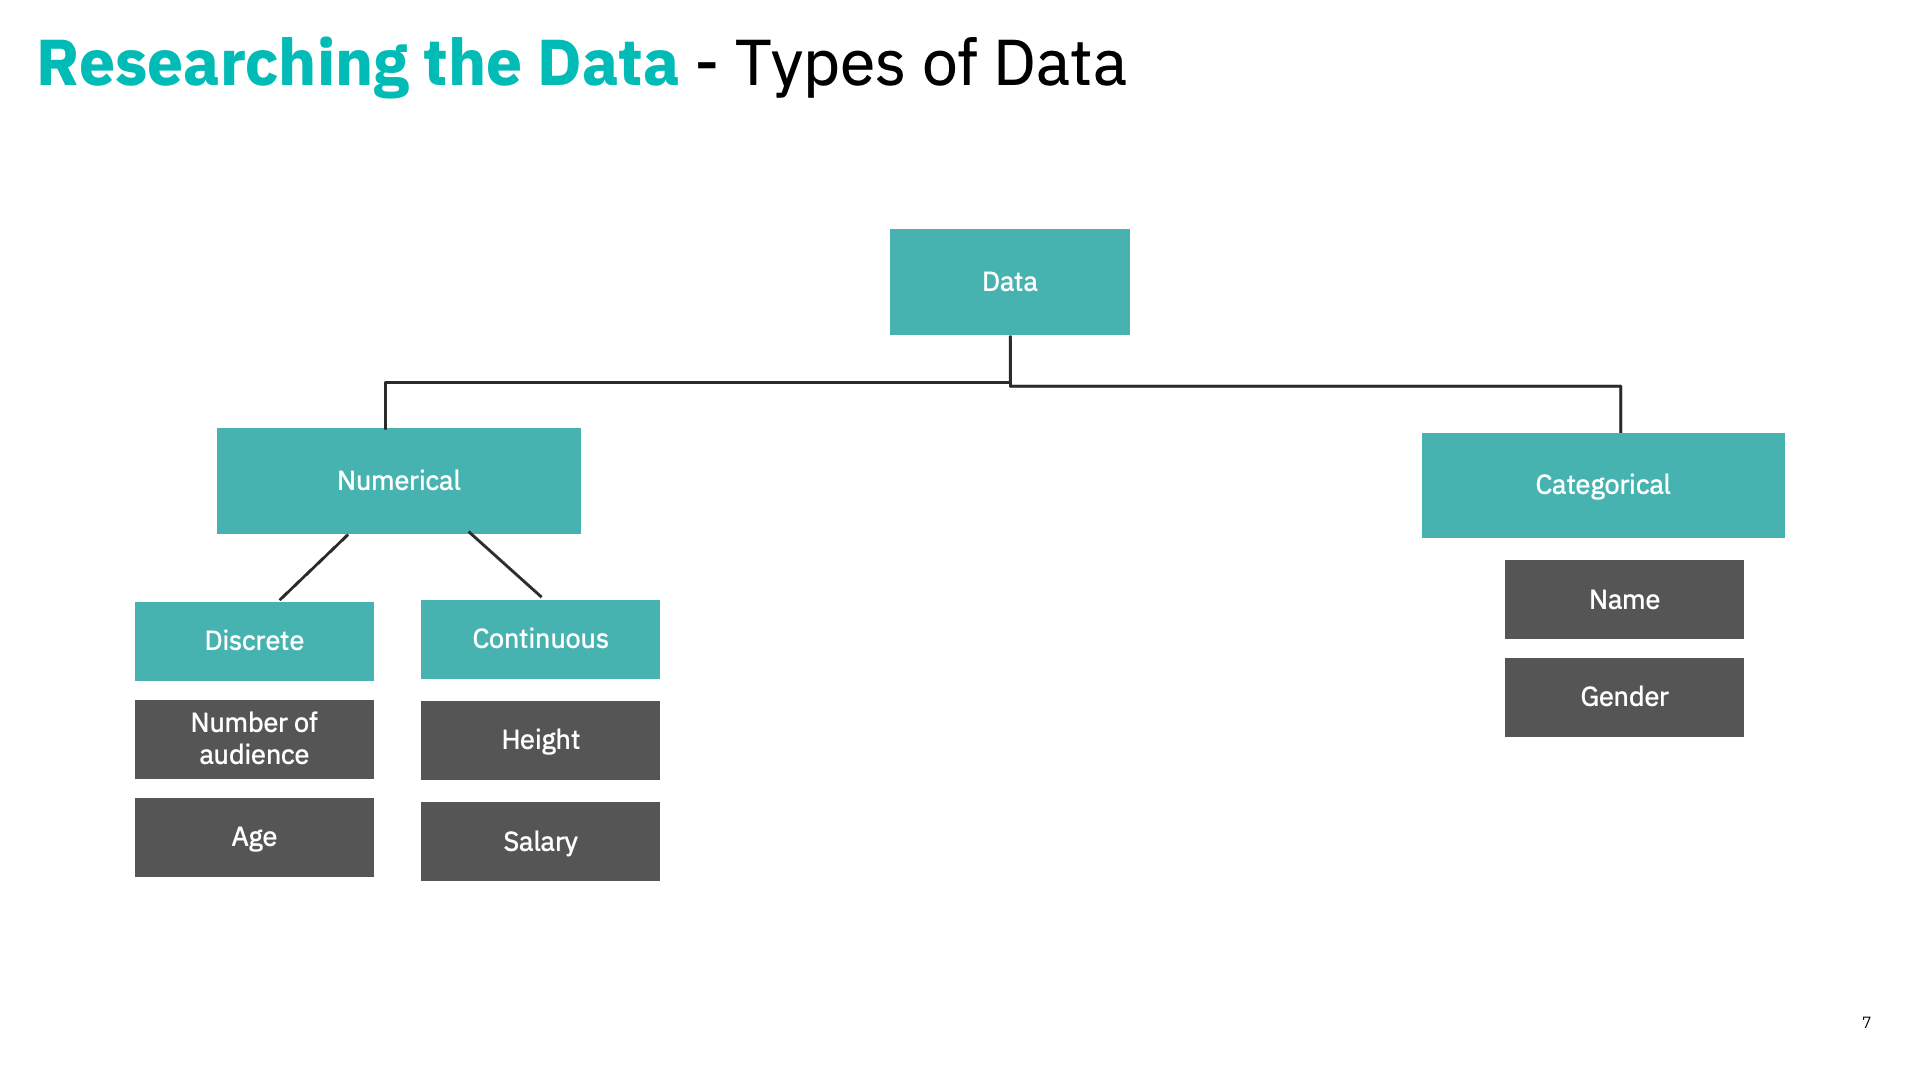 Researching the Data - Types of Data
Data
Numerical
Categorical
Discrete
Continuous
Number of
audience
Age
Height
Salary
Name
Gender
7